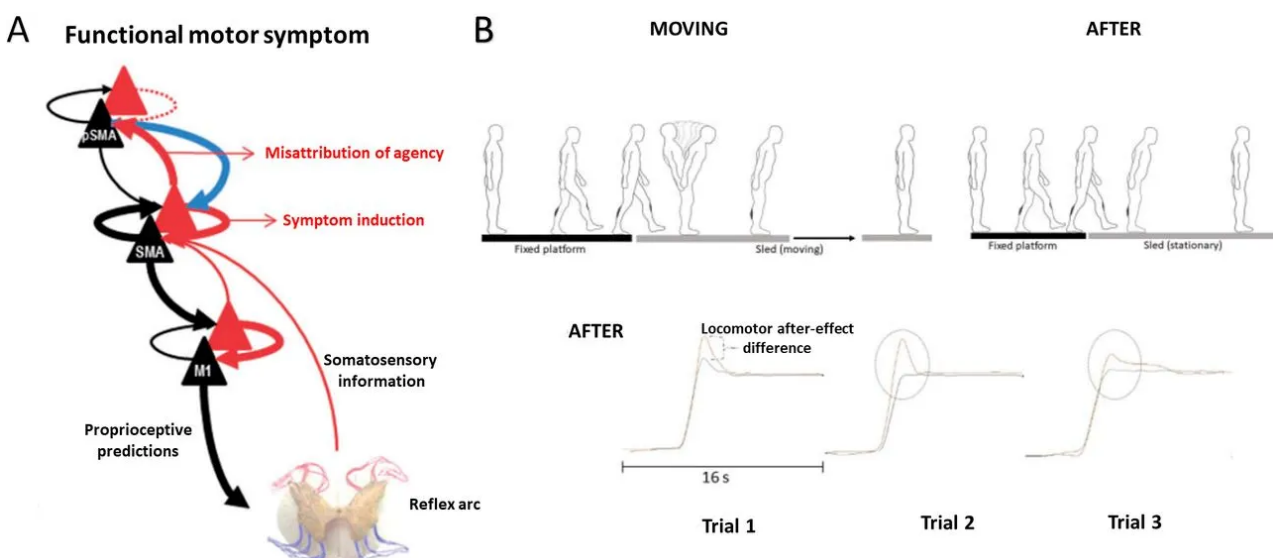 A
Functional motor symptom
pSMA
Misattribution of agency
Symptom induction
SMA
M1
Somatosensory
information
Proprioceptive
predictions
Reflex arc
B
MOVING
AFTER
Fixed platform
Sled (moving)
Fixed platform
Sled (stationary)
AFTER
Locomotor after-effect
difference
16 s
Trial 1
Trial 2
Trial 3